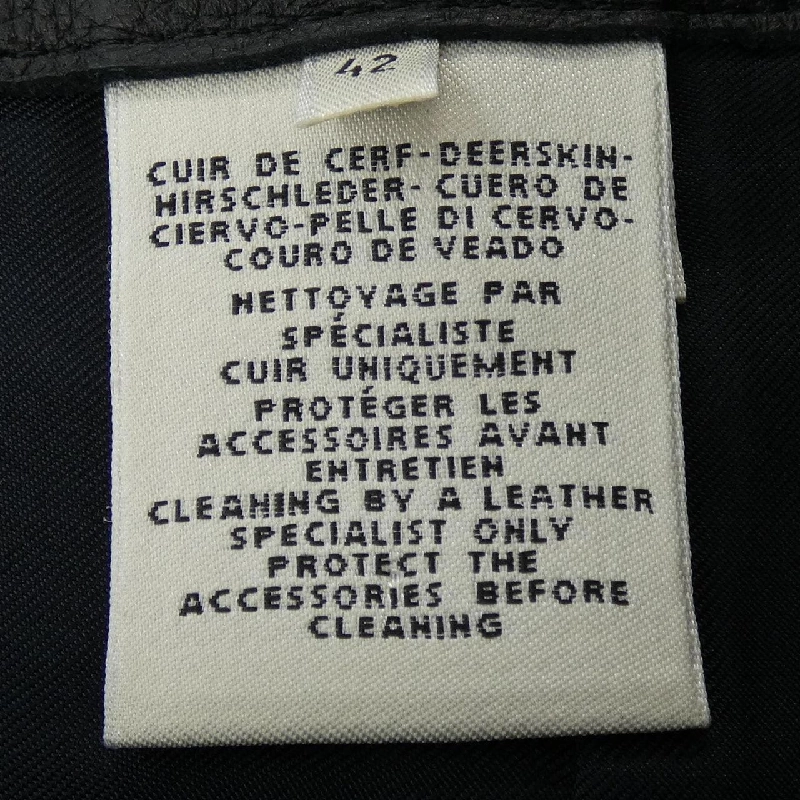 42
CUIR DE CERF-DEERSKIN-
HIRSCHLEDER- CUERO DE
CIERVO-PELLE DI CERVO-
COURO DE VEADO
NETTOYAGE PAR
SPÉCIALISTE
CUIR UNIQUEMENT
PROTÉGER LES
ACCESSOIRES AVANT
ENTRETIEN
CLEANING BY A LEATHER
SPECIALIST ONLY
PROTECT THE
ACCESSORIES BEFORE
CLEANING